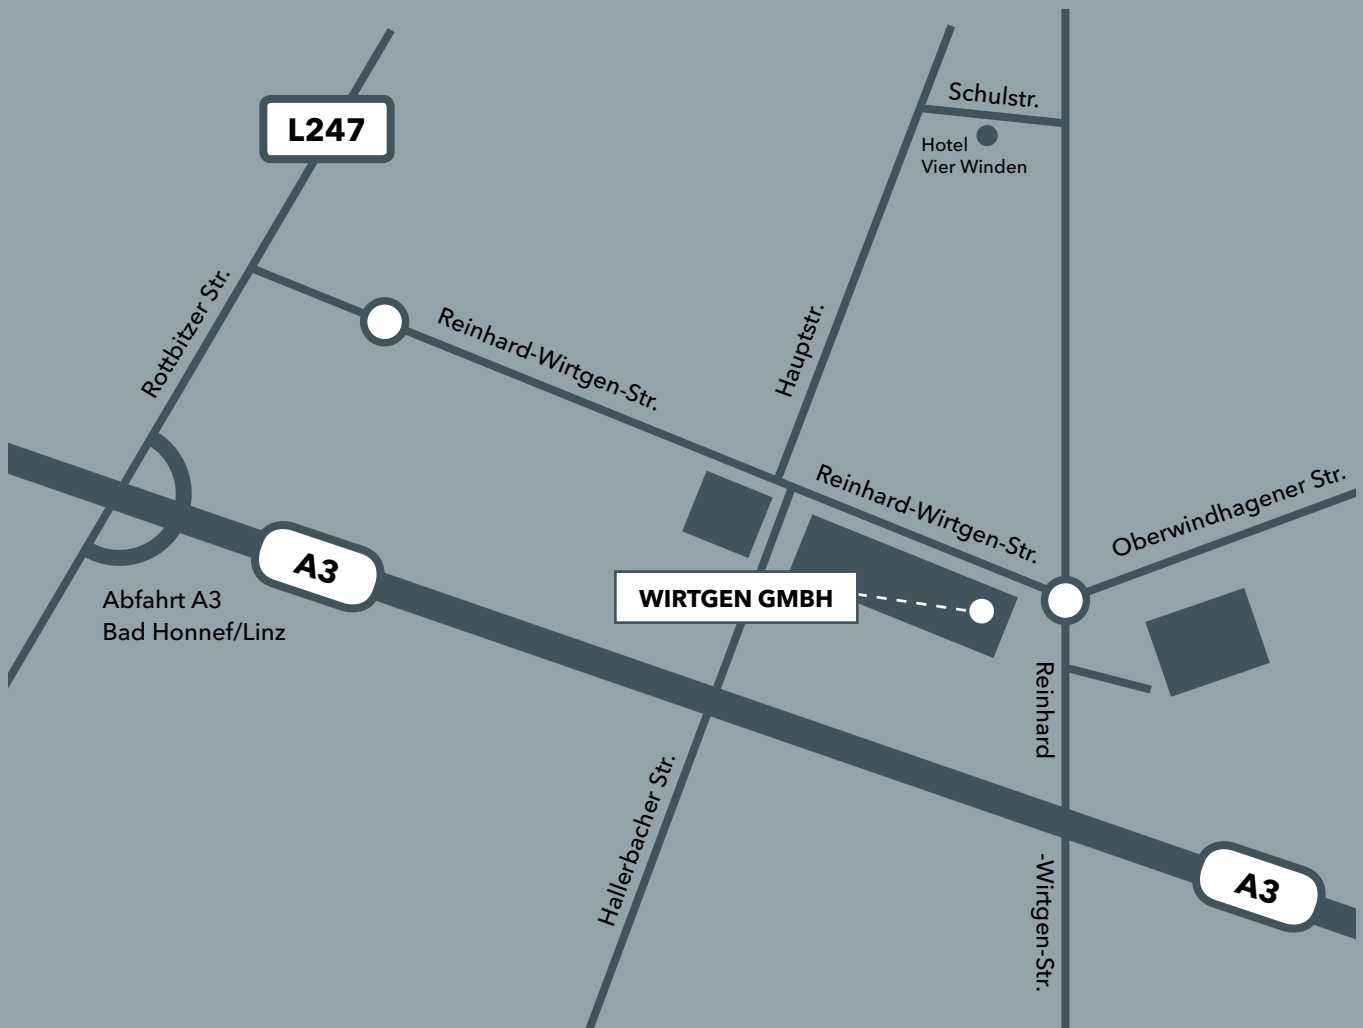 L247
Schulstr.
Hotel
Vier Winden
Rottbitzer Str.
Reinhard-Wirtgen-Str.
Hauptstr.
Reinhard-Wirtgen-Str.
Oberwindhagener Str.
A3
Abfahrt A3
Bad Honnef/Linz
WIRTGEN GMBH
Reinhard
-Wirtgen-Str.
Hallerbacher Str.
A3